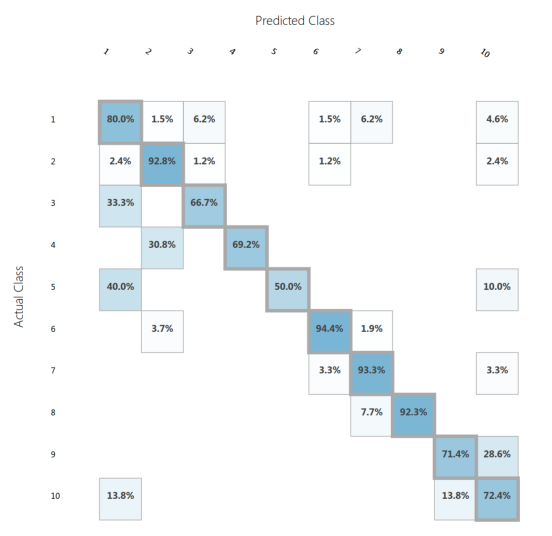 Predicted Class
1 2 3 4 5 6 7 8 9 10
1 80.0% 1.5% 6.2% 1.5% 6.2% 4.6%
2 2.4% 92.8% 1.2% 1.2% 2.4%
3 33.3% 66.7%
4 30.8% 69.2%
5 40.0% 50.0% 10.0%
6 3.7% 94.4% 1.9%
7 3.3% 93.3% 3.3%
8 7.7% 92.3%
9 71.4% 28.6%
10 13.8% 13.8% 72.4%
Actual Class